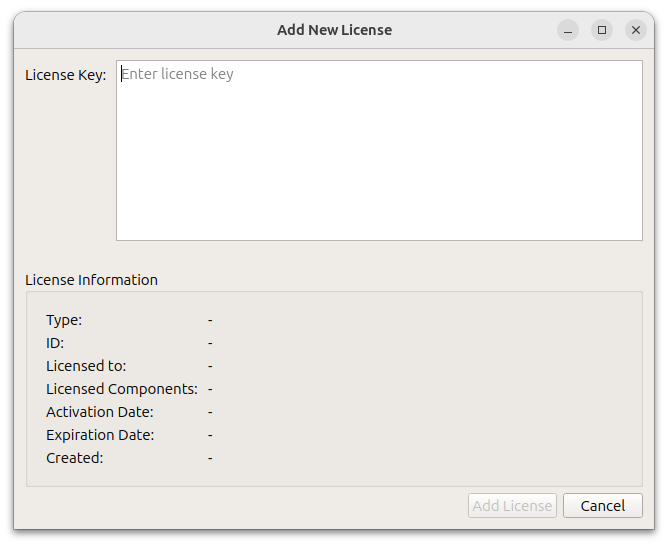 Add New License
License Key: Enter license key
License Information
Type: -
ID: -
Licensed to: -
Licensed Components: -
Activation Date: -
Expiration Date: -
Created: -
Add License Cancel